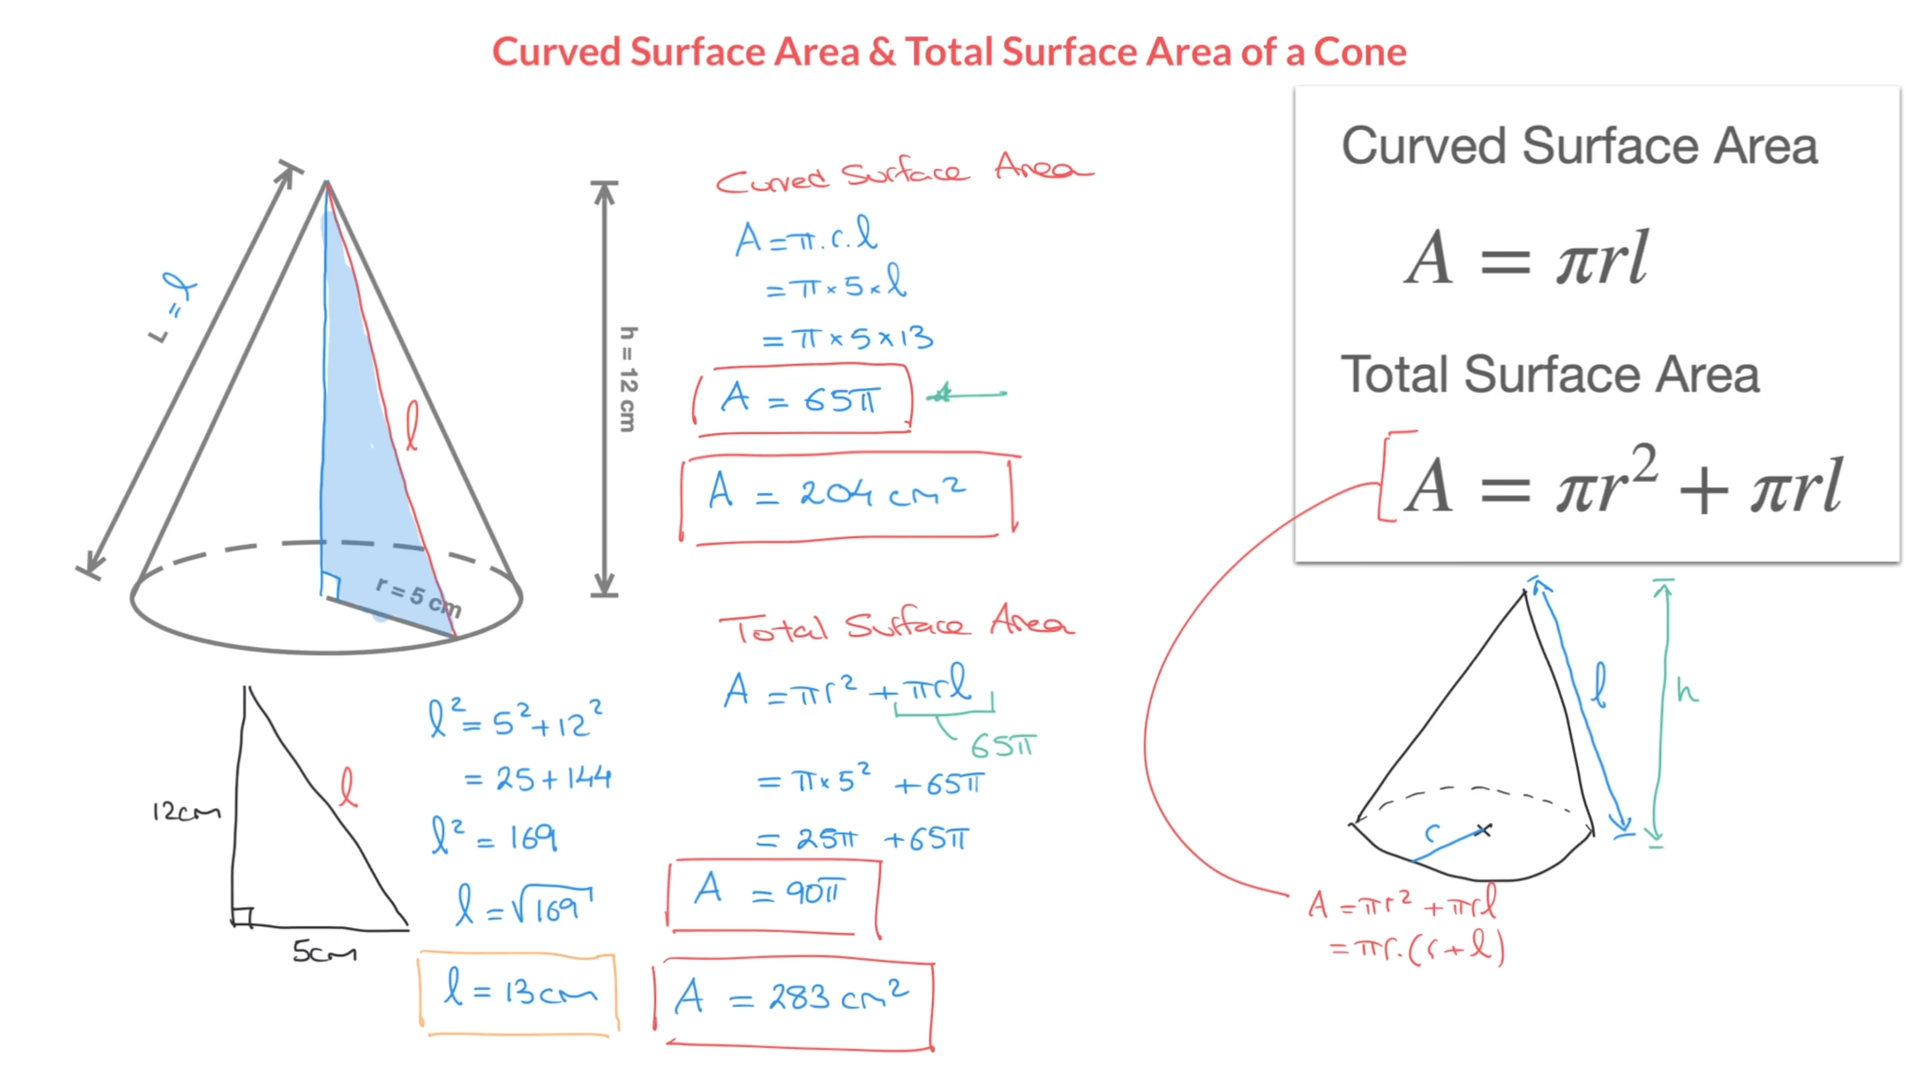 Curved Surface Area & Total Surface Area of a Cone
L = l
l
h = 12 cm
r = 5 cm
12cm
l
5cm
l² = 5² + 12²
= 25 + 144
l² = 169
l = √169
l = 13cm
Curved Surface Area
A = π.r.l
= π × 5 × l
= π × 5 × 13
A = 65π
A = 204 cm²
Total Surface Area
A = πr² + πrl
65π
= π × 5² + 65π
= 25π + 65π
A = 90π
A = 283 cm²
Curved Surface Area
A = πrl
Total Surface Area
A = πr² + πrl
l
h
r
A = πr² + πrl
= πr.(r + l)